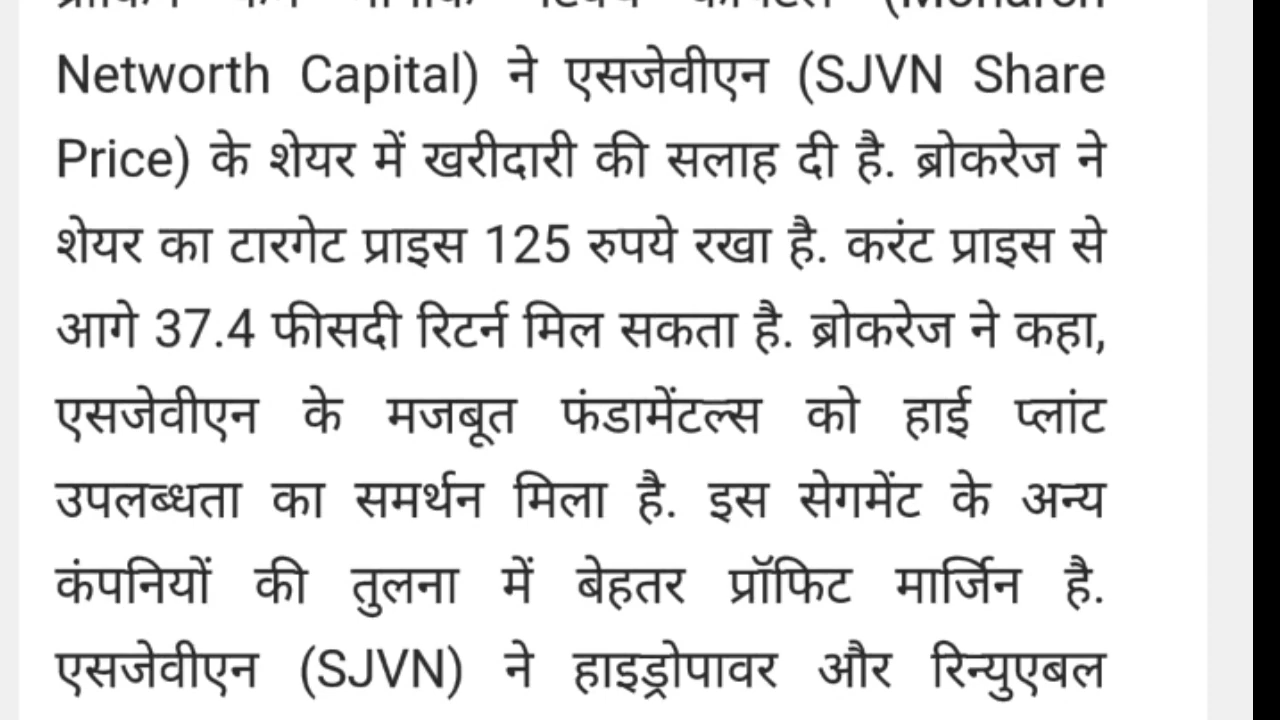 Networth Capital) ने एसजेवीएन (SJVN Share
Price) के शेयर में खरीदारी की सलाह दी है. ब्रोकरेज ने
शेयर का टारगेट प्राइस 125 रुपये रखा है. करंट प्राइस से
आगे 37.4 फीसदी रिटर्न मिल सकता है. ब्रोकरेज ने कहा,
एसजेवीएन के मजबूत फंडामेंटल्स को हाई प्लांट
उपलब्धता का समर्थन मिला है. इस सेगमेंट के अन्य
कंपनियों की तुलना में बेहतर प्रॉफिट मार्जिन है.
एसजेवीएन (SJVN) ने हाइड्रोपावर और रिन्युएबल